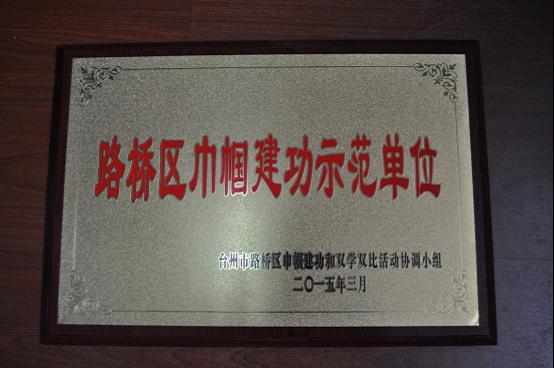 路桥区巾帼建功示范单位
台州市路桥区巾帼建功和双学双比活动协调小组
二〇一五年三月